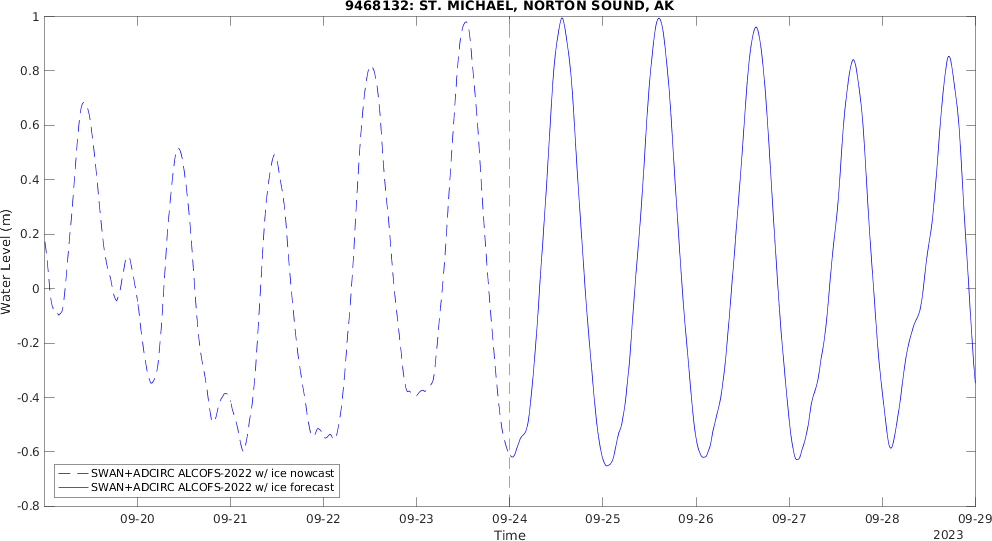 9468132: ST. MICHAEL, NORTON SOUND, AK
1
0.8
0.6
0.4
0.2
0
-0.2
-0.4
-0.6
-0.8
Water Level (m)
SWAN+ADCIRC ALCOFS-2022 w/ ice nowcast
SWAN+ADCIRC ALCOFS-2022 w/ ice forecast
09-20 09-21 09-22 09-23 09-24 09-25 09-26 09-27 09-28 09-29
Time
2023